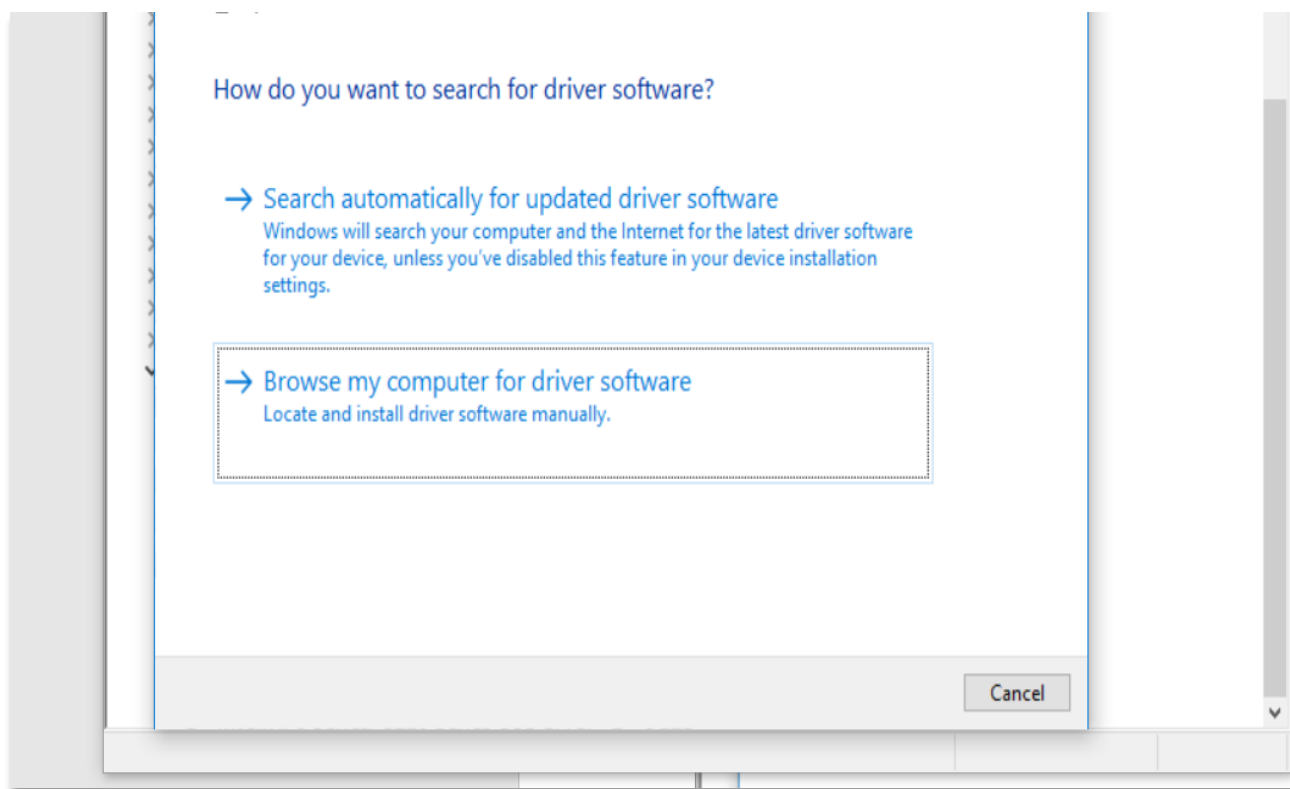 How do you want to search for driver software?
Search automatically for updated driver software
Windows will search your computer and the Internet for the latest driver software
for your device, unless you've disabled this feature in your device installation
settings.
Browse my computer for driver software
Locate and install driver software manually.
Cancel